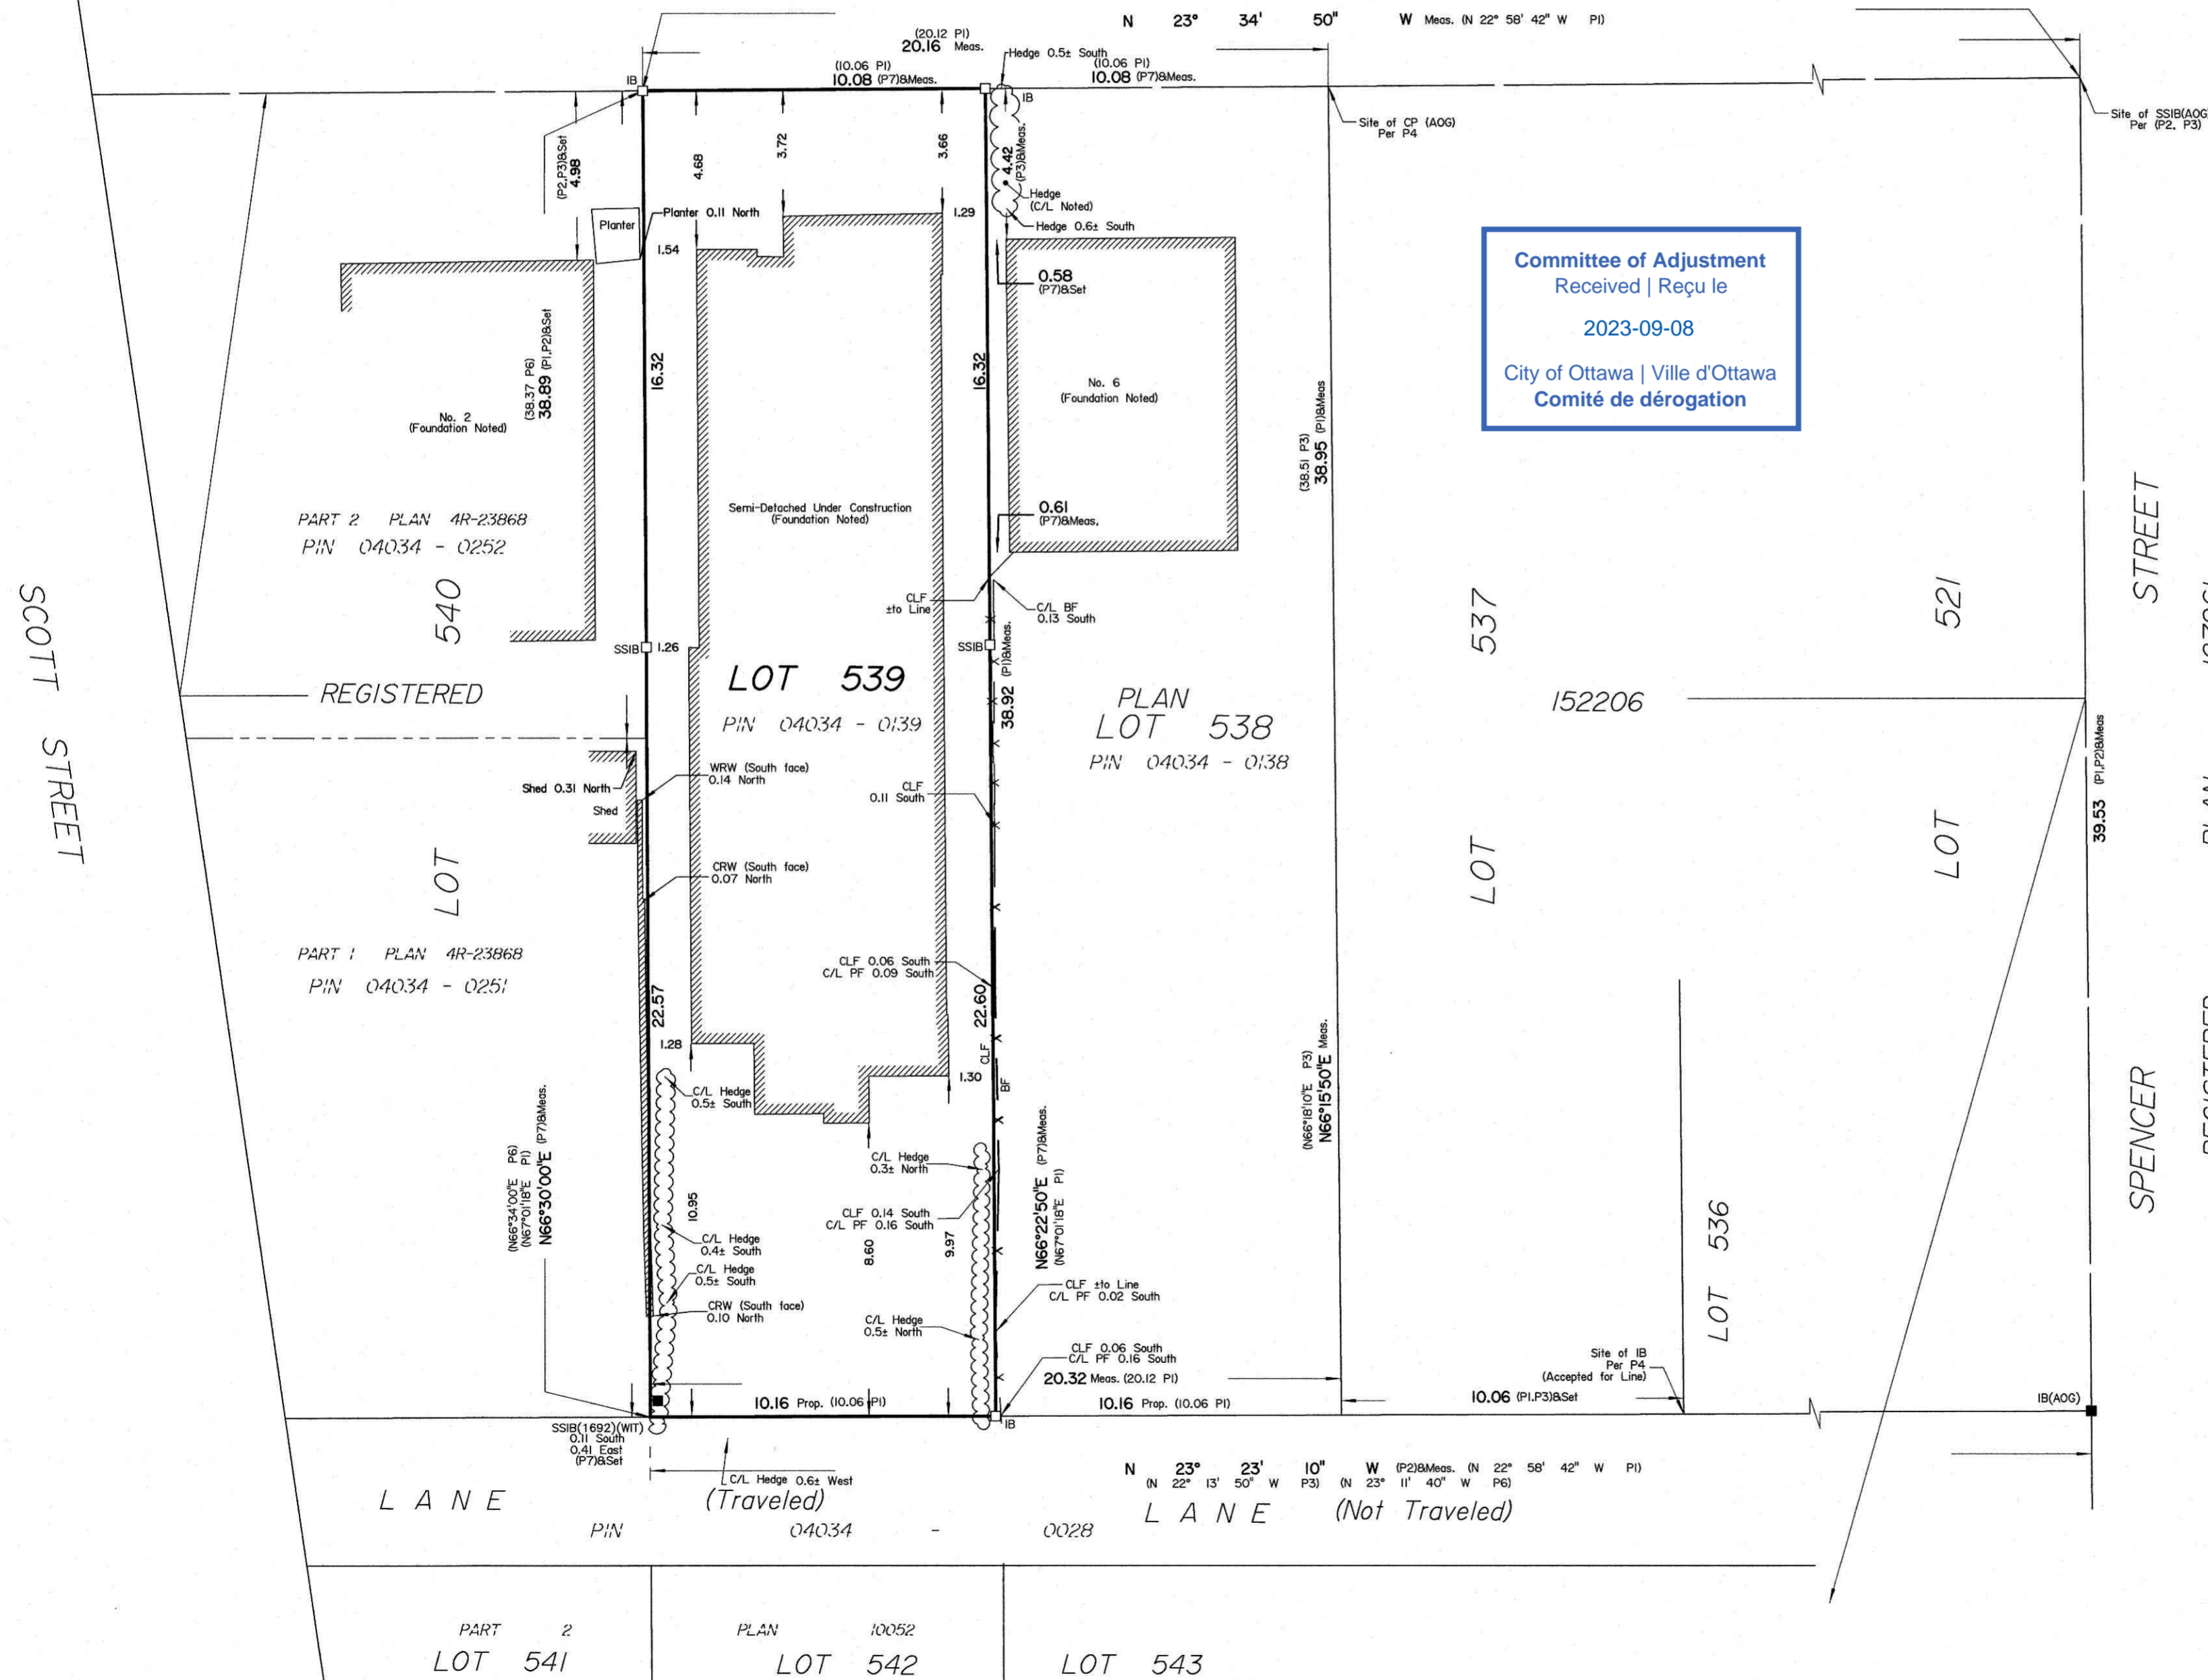 N 23° 34' 50" W Meas. (N 22° 58' 42" W P1)
(20.12 P1)
20.16 Meas.
Hedge 0.5± South
(10.06 P1)
10.08 (P7)&Meas.
(10.06 P1)
10.08 (P7)&Meas.
IB
IB
Site of CP (AOG)
Per P4
Site of SSIB(AOG
Per (P2, P3)
(P2,P3)&Set
4.98
4.68
3.72
3.66
4.42
(P3)&Meas.
Hedge
(C/L Noted)
Hedge 0.6± South
Planter
Planter 0.11 North
1.54
1.29
0.58
(P7)&Set
Committee of Adjustment
Received | Reçu le
2023-09-08
City of Ottawa | Ville d'Ottawa
Comité de dérogation
(38.37 P6)
38.89 (P1,P2)&Set
16.32
16.32
No. 2
(Foundation Noted)
No. 6
(Foundation Noted)
(38.51 P3)
38.95 (P1)&Meas
Semi-Detached Under Construction
(Foundation Noted)
0.61
(P7)&Meas.
PART 2 PLAN 4R-23868
PIN 04034 - 0252
540
CLF
±to Line
C/L BF
0.13 South
SSIB
1.26
SSIB
38.92 (P1)&Meas.
537
521
STREET
SCOTT STREET
REGISTERED
LOT 539
PIN 04034 - 0139
PLAN
LOT 538
PIN 04034 - 0138
152206
39.53 (P1,P2)&Meas
WRW (South face)
0.14 North
Shed 0.31 North
Shed
CLF
0.11 South
LOT
LOT
LOT
CRW (South face)
0.07 North
PART 1 PLAN 4R-23868
PIN 04034 - 0251
CLF 0.06 South
C/L PF 0.09 South
22.57
22.60
1.28
1.30
CLF
BF
C/L Hedge
0.5± South
(N66°34'00"E P6)
(N67°01'18"E P1)
N66°30'00"E (P7)&Meas.
10.95
C/L Hedge
0.3± North
N66°22'50"E (P7)&Meas.
(N67°01'18"E P1)
(N66°18'10"E P3)
N66°15'50"E Meas.
SPENCER
REGISTERED
CLF 0.14 South
C/L PF 0.16 South
C/L Hedge
0.4± South
8.60
9.97
C/L Hedge
0.5± South
CLF ±to Line
C/L PF 0.02 South
LOT 536
CRW (South face)
0.10 North
C/L Hedge
0.5± North
CLF 0.06 South
C/L PF 0.16 South
Site of IB
Per P4
(Accepted for Line)
20.32 Meas. (20.12 P1)
10.16 Prop. (10.06 P1)
10.16 Prop. (10.06 P1)
10.06 (P1,P3)&Set
IB(AOG)
IB
SSIB(1692)(WIT)
0.11 South
0.41 East
(P7)&Set
C/L Hedge 0.6± West
N 23° 23' 10" W (P2)&Meas. (N 22° 58' 42" W P1)
(N 22° 13' 50" W P3) (N 23° 11' 40" W P6)
LANE (Traveled)
LANE (Not Traveled)
PIN 04034 - 0028
PART 2
PLAN 10052
LOT 541
LOT 542
LOT 543